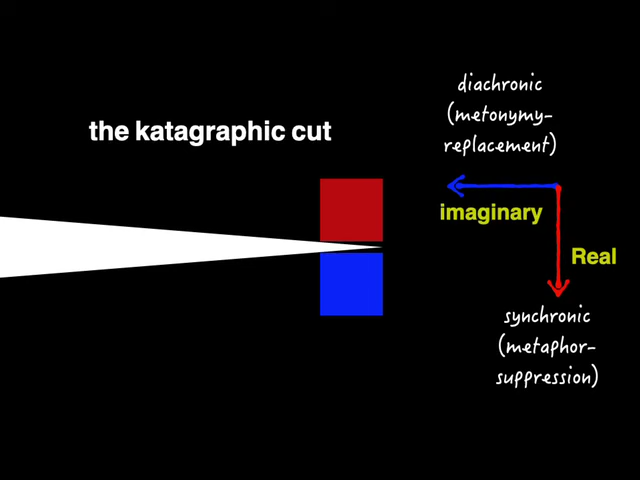 diachronic
(metonymy-
replacement)
the katagraphic cut
imaginary
Real
synchronic
(metaphor-
suppression)